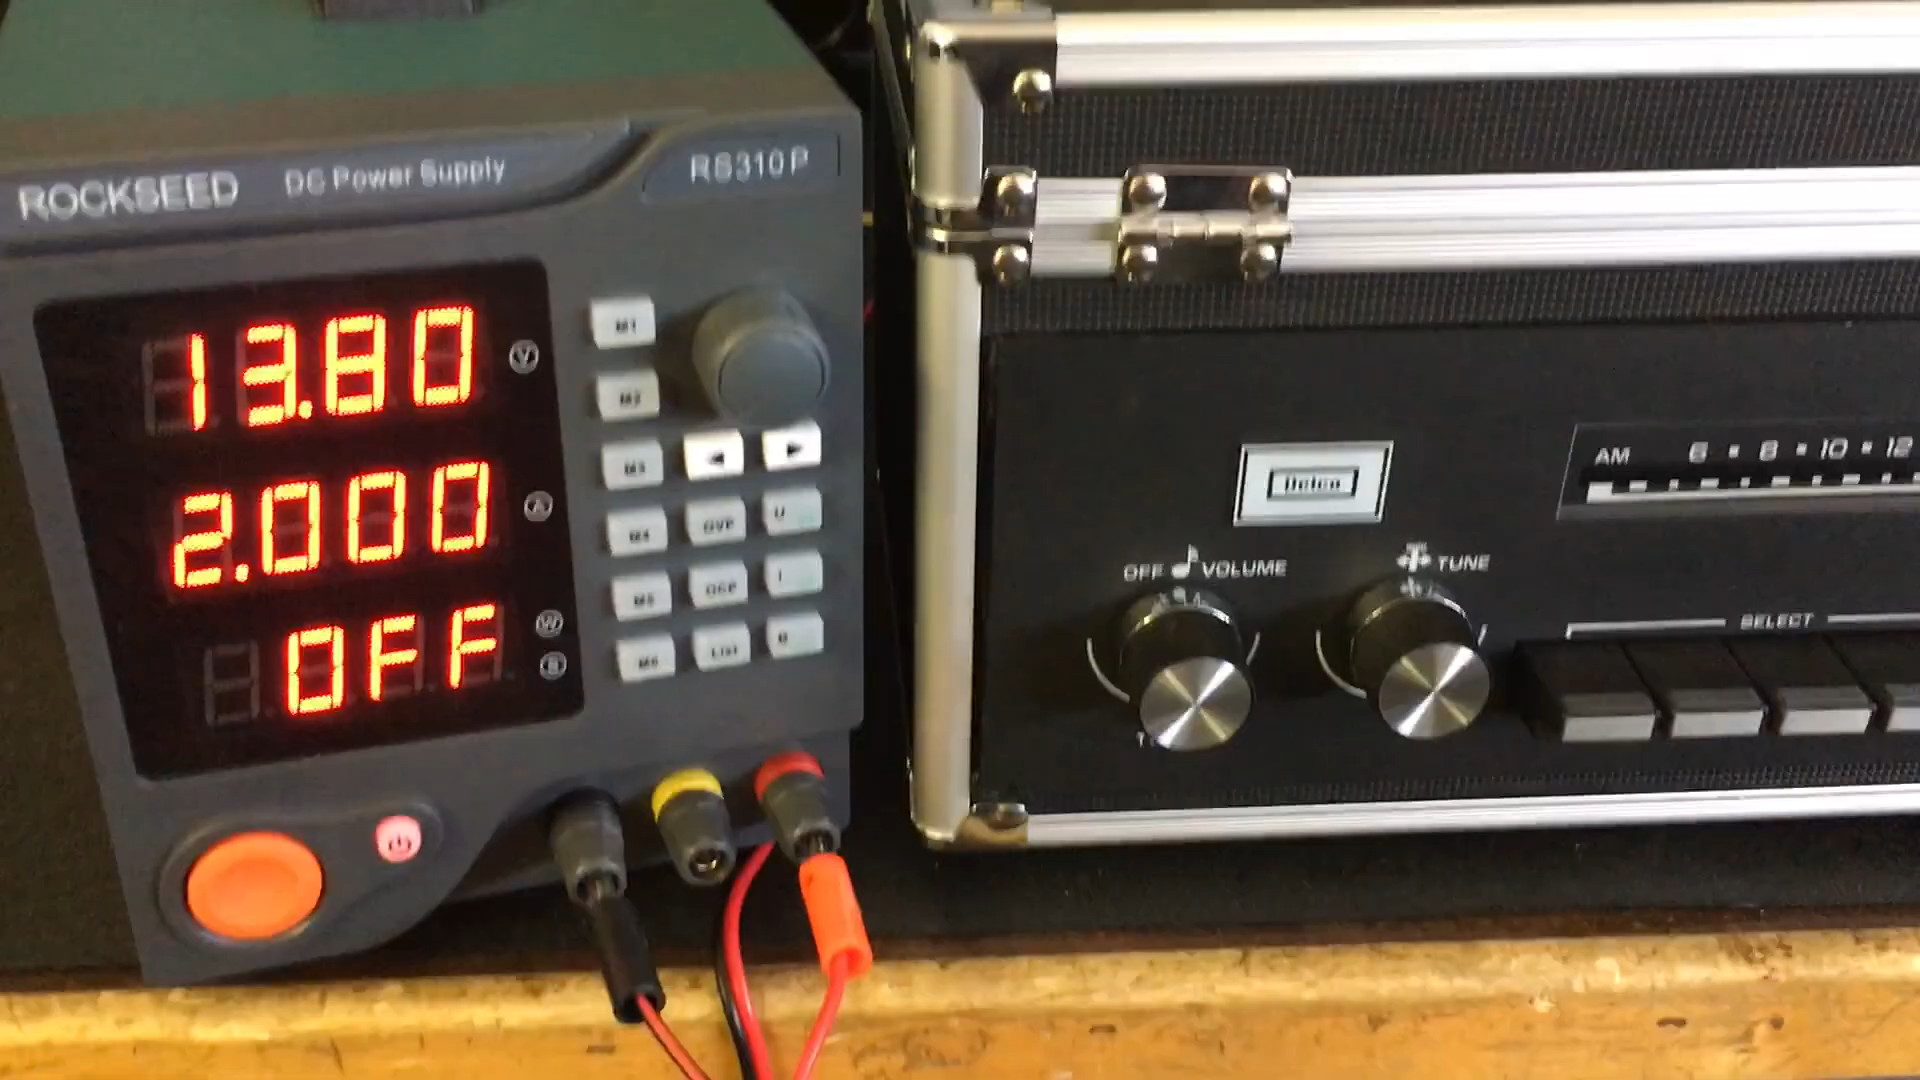 ROCKSEED DC Power Supply RS310P
13.80 V
2.000 A
OFF W
M1
M2
M3
M4 OVP U
M5 OCP I
M6 List
Delco
AM 6 8 10 12
OFF VOLUME
TUNE
SELECT